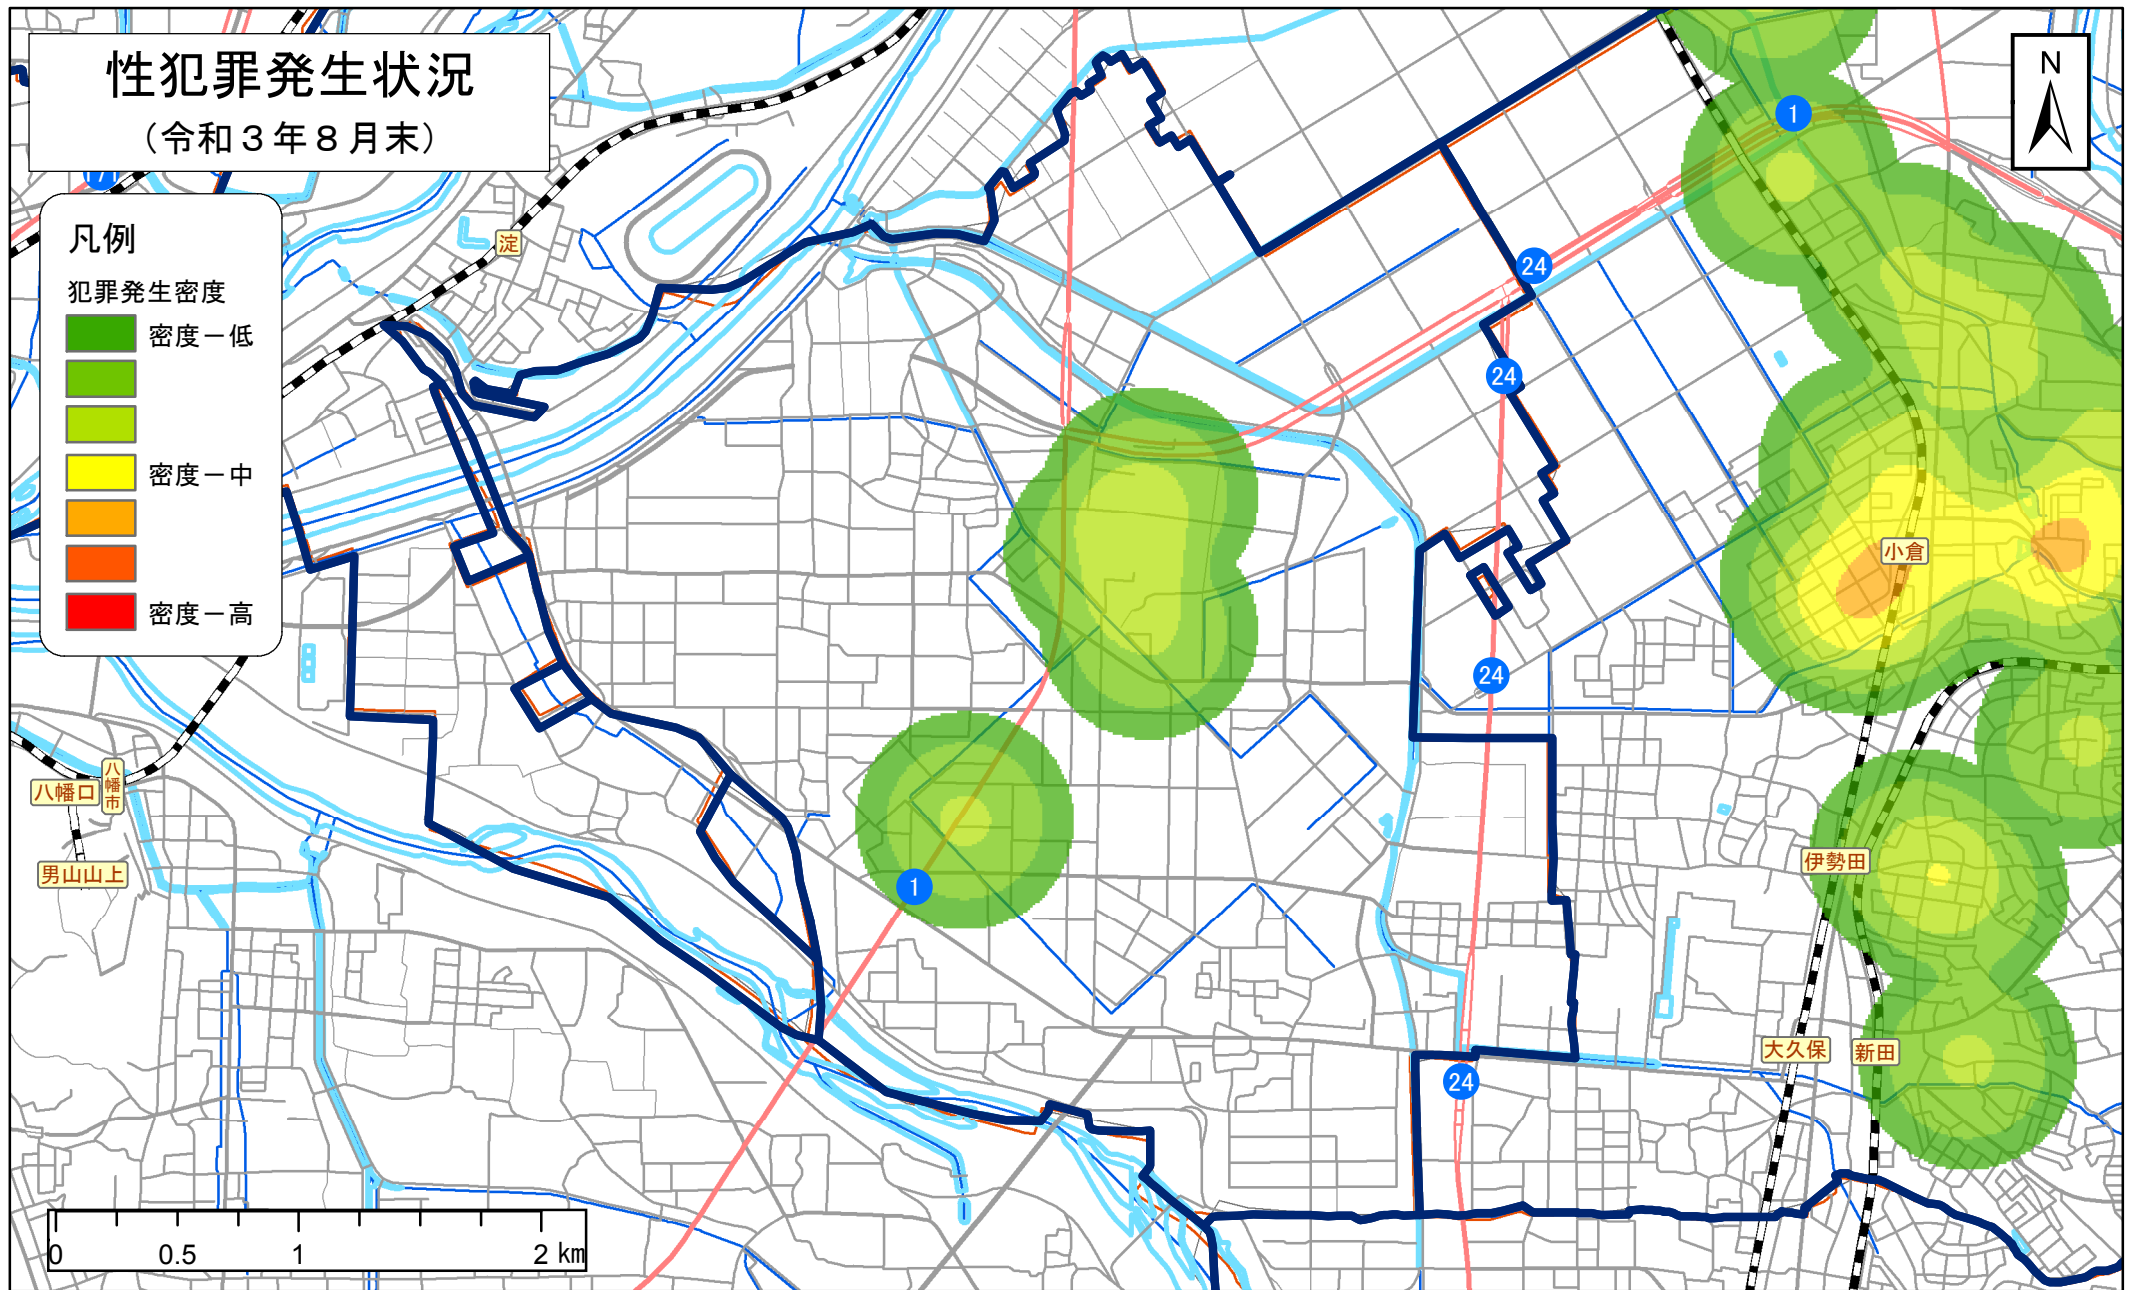 性犯罪発生状況
（令和３年８月末）
N
1
171
凡例
犯罪発生密度
密度－低
密度－中
密度－高
淀
24
24
小倉
24
八幡口
八幡市
男山山上
1
伊勢田
大久保
新田
24
0
0.5
1
2 km